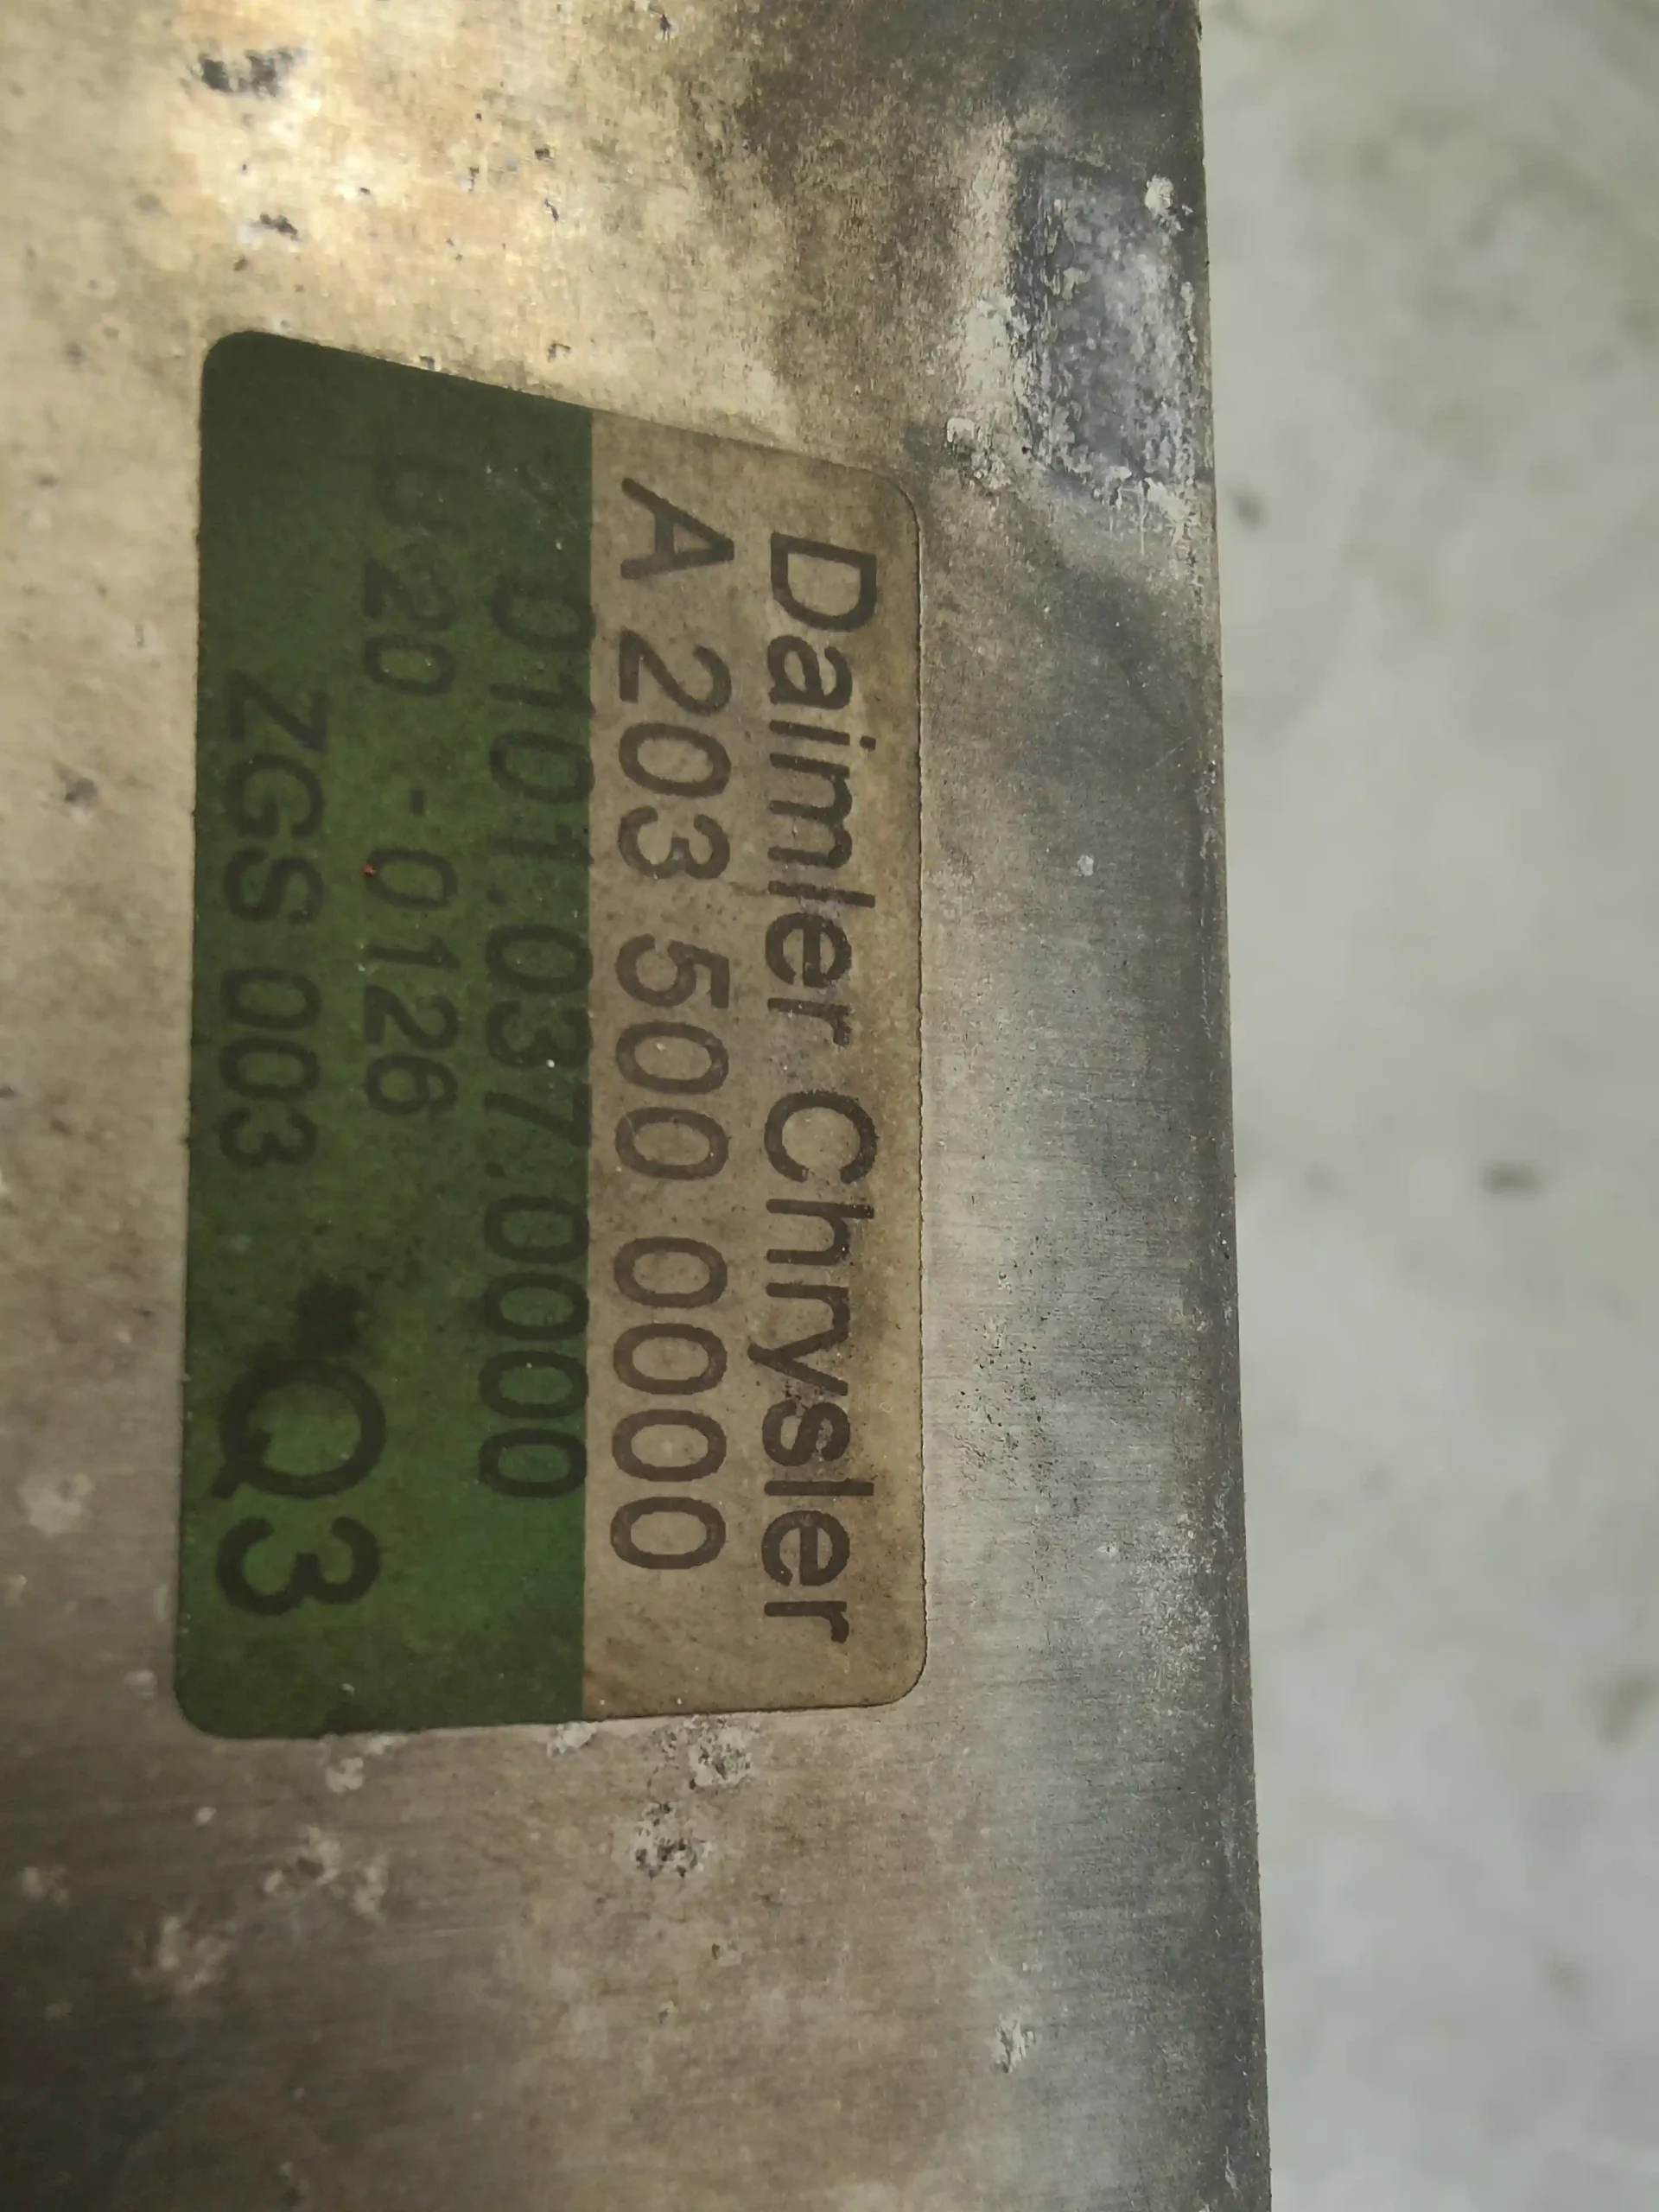 Daimler Chrysler
A 203 500 0000
0101.037.0000
D 20 - 0126
ZGS 003
Q3